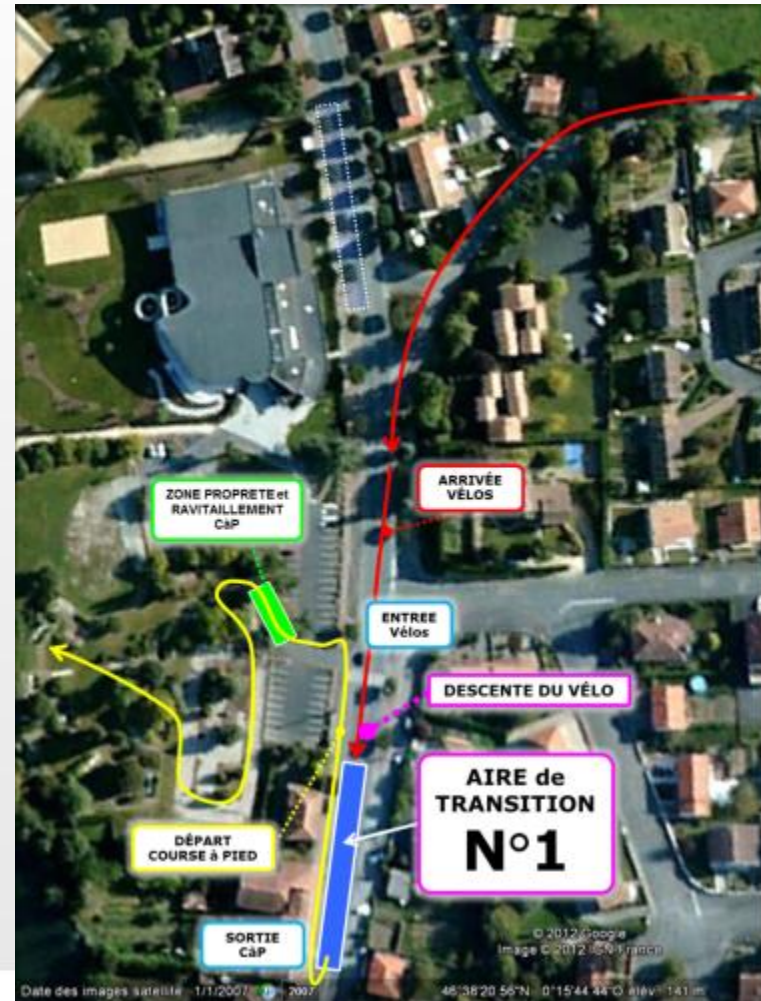 ZONE PROPRETE et
RAVITAILLEMENT
CàP
ARRIVÉE
VÉLOS
ENTREE
Vélos
DESCENTE DU VÉLO
AIRE de
TRANSITION
N°1
DÉPART
COURSE à PIED
SORTIE
CàP
© 2012 Google
Image © 2012 IGN France
Date des images satellite : 1/1/2007 2007 46°38'20.56"N 0°15'44.44"O élév. 141 m